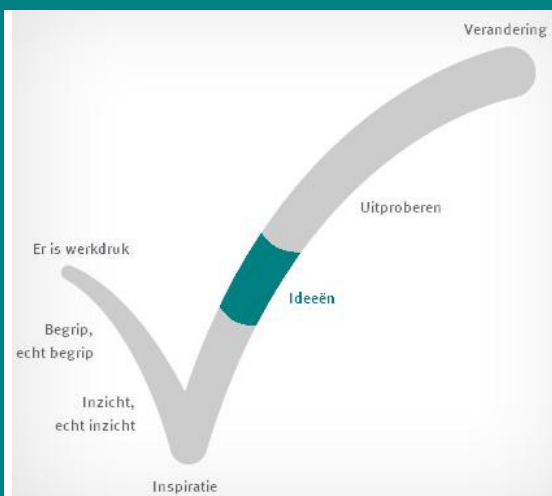 Verandering
Uitproberen
Er is werkdruk
Ideeën
Begrip,
echt begrip
Inzicht,
echt inzicht
Inspiratie